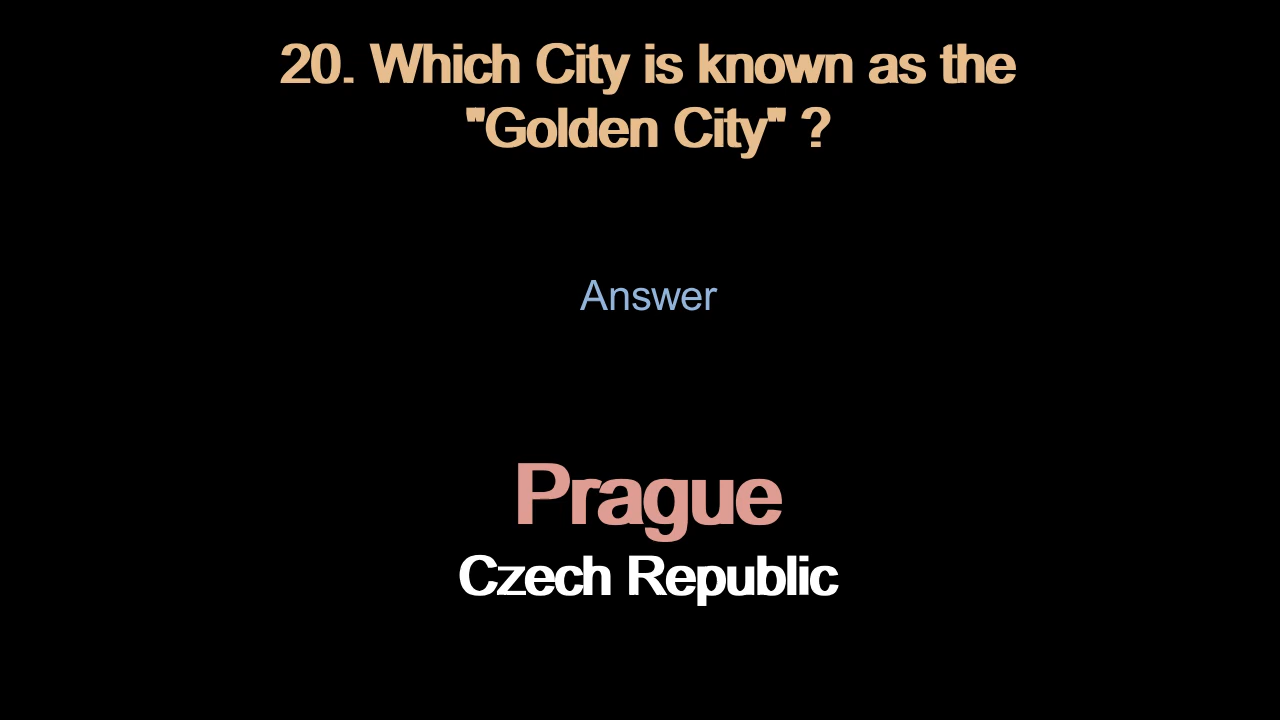 20. Which City is known as the
"Golden City" ?
Answer
Prague
Czech Republic